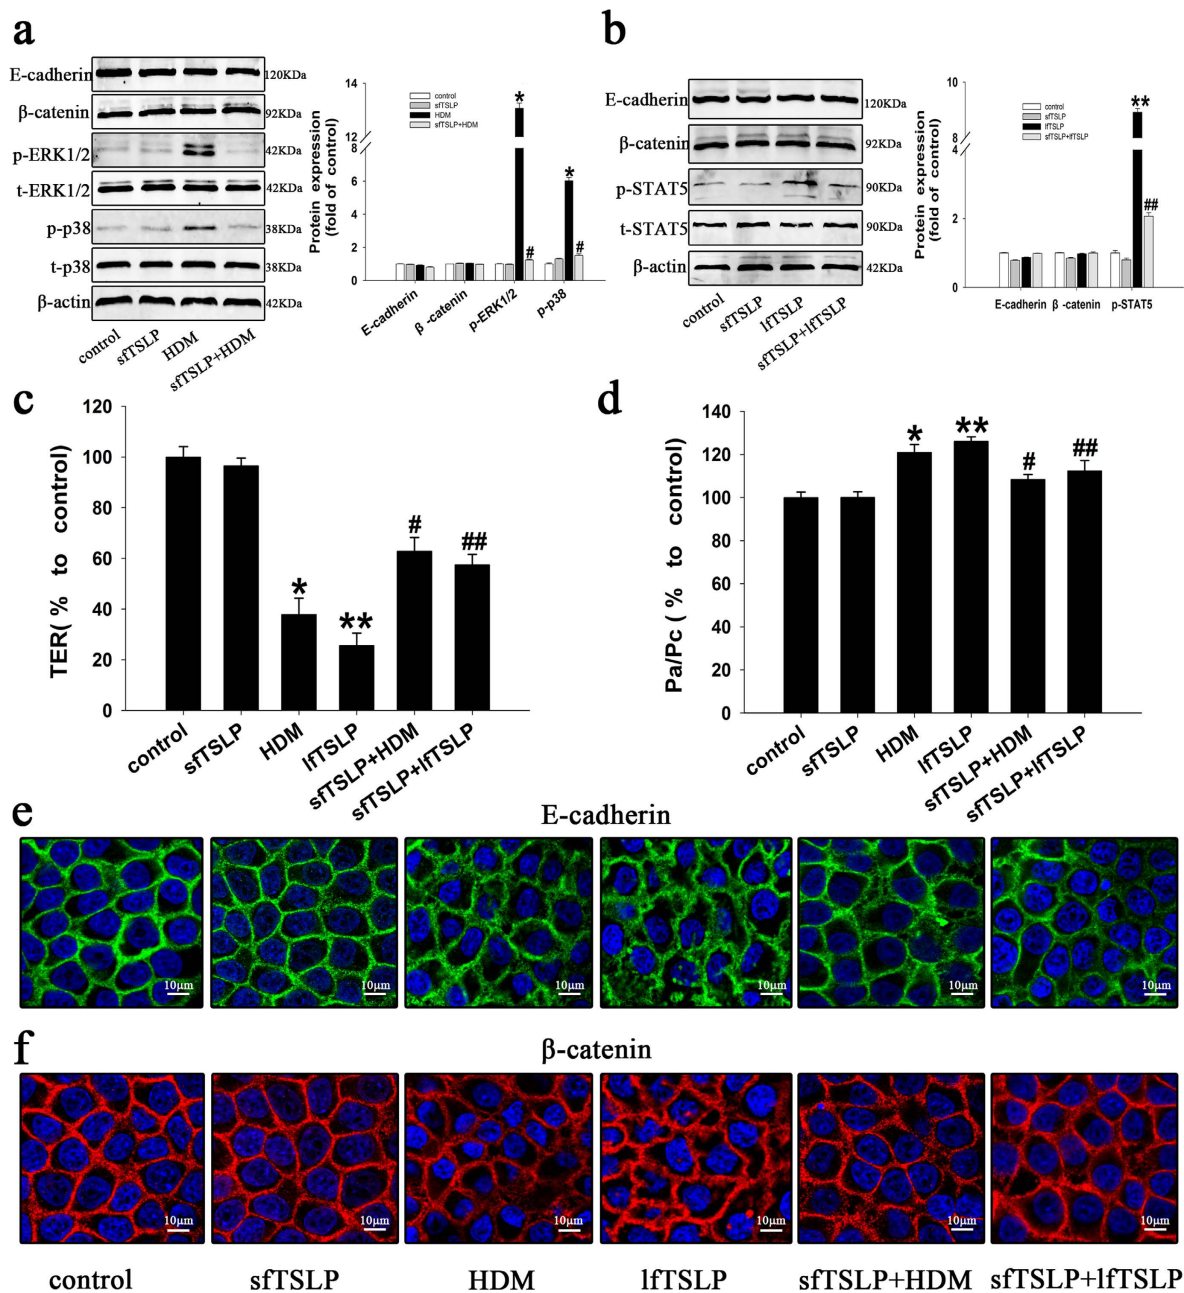 a
E-cadherin
120KDa
β-catenin
92KDa
p-ERK1/2
42KDa
t-ERK1/2
42KDa
p-p38
38KDa
t-p38
38KDa
β-actin
42KDa
control
sfTSLP
HDM
sfTSLP+HDM
Protein expression
(fold of control)
14
12
8
6
4
2
0
control
sfTSLP
HDM
sfTSLP+HDM
*
#
*
#
E-cadherin
β -catenin
p-ERK1/2
p-p38
b
E-cadherin
120KDa
β-catenin
92KDa
p-STAT5
90KDa
t-STAT5
90KDa
β-actin
42KDa
control
sfTSLP
lfTSLP
sfTSLP+lfTSLP
Protein expression
(fold of control)
10
8
4
2
0
control
sfTSLP
lfTSLP
sfTSLP+lfTSLP
**
##
E-cadherin
β -catenin
p-STAT5
c
TER( % to control)
120
100
80
60
40
20
0
*
**
#
##
control
sfTSLP
HDM
lfTSLP
sfTSLP+HDM
sfTSLP+lfTSLP
d
Pa/Pc ( % to control)
140
120
100
80
60
40
20
0
*
**
#
##
control
sfTSLP
HDM
lfTSLP
sfTSLP+HDM
sfTSLP+lfTSLP
e
E-cadherin
10μm
10μm
10μm
10μm
10μm
10μm
f
β-catenin
10μm
10μm
10μm
10μm
10μm
10μm
control
sfTSLP
HDM
lfTSLP
sfTSLP+HDM
sfTSLP+lfTSLP